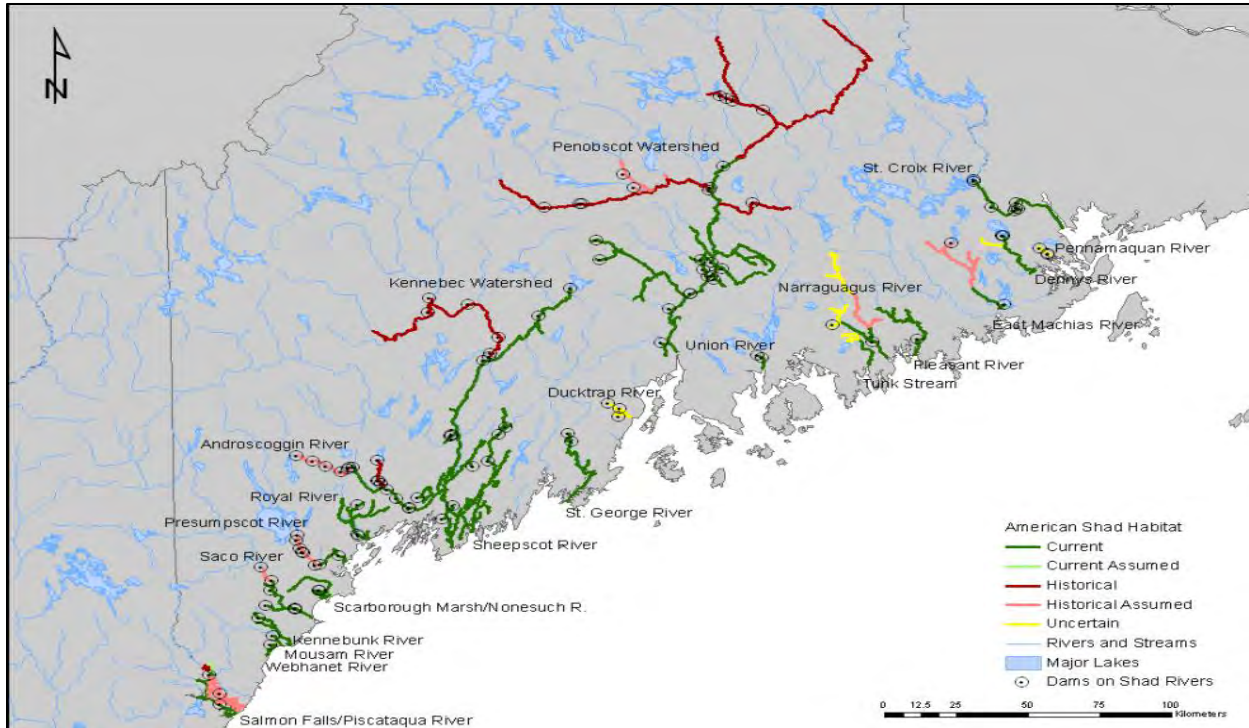 N
Penobscot Watershed
St. Croix River
Pennamaquan River
Kennebec Watershed
Narraguagus River
Dennys River
East Machias River
Union River
Pleasant River
Tunk Stream
Ducktrap River
Androscoggin River
Royal River
St. George River
Presumpscot River
Sheepscot River
Saco River
Scarborough Marsh/Nonesuch R.
Kennebunk River
Mousam River
Webhanet River
Salmon Falls/Piscataqua River
American Shad Habitat
Current
Current Assumed
Historical
Historical Assumed
Uncertain
Rivers and Streams
Major Lakes
Dams on Shad Rivers
0 12.5 25 50 75 100
Kilometers